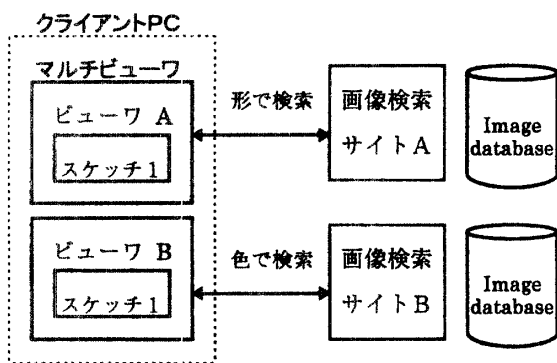 クライアントPC
マルチビューワ
ビューワ A
スケッチ1
形で検索
画像検索
サイトA
Image
database
ビューワ B
スケッチ1
色で検索
画像検索
サイトB
Image
database